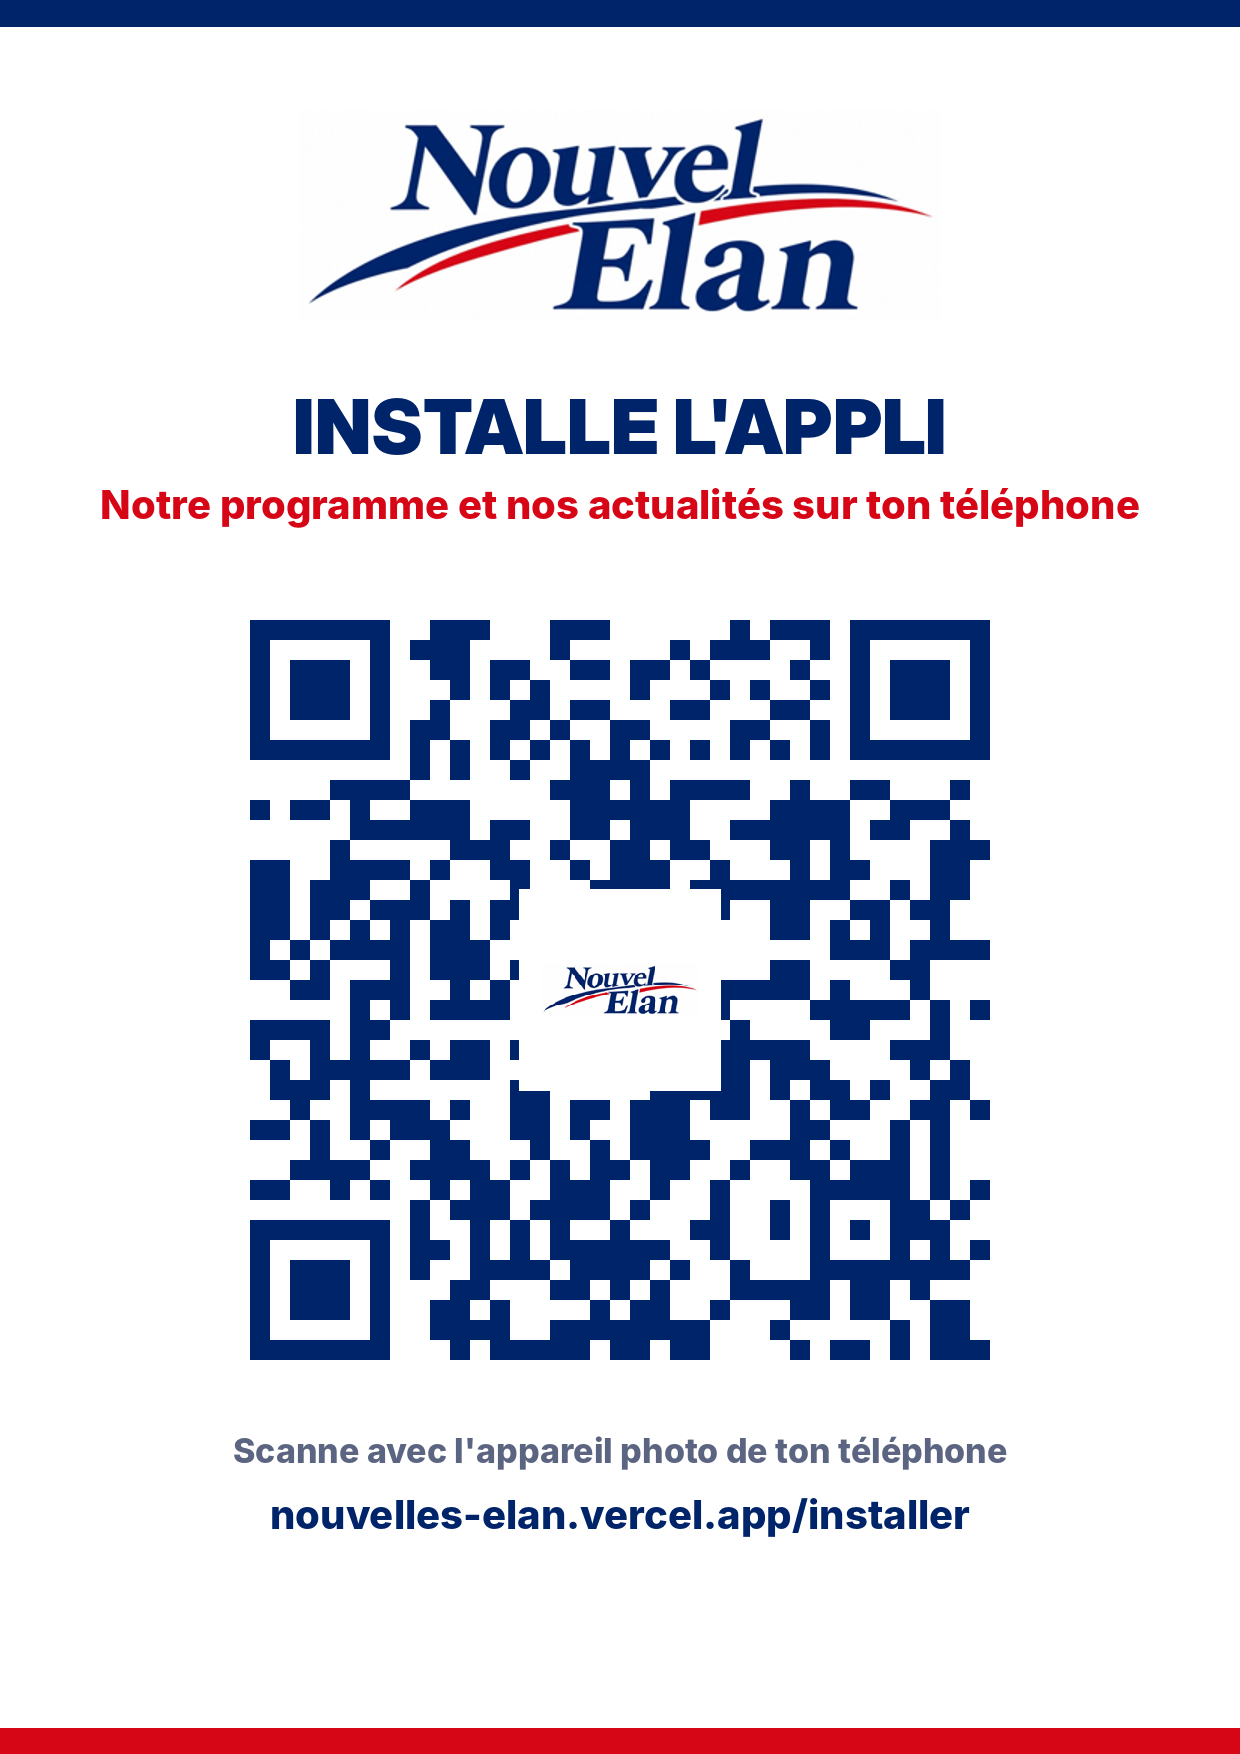 Nouvel
Elan
INSTALLE L'APPLI
Notre programme et nos actualités sur ton téléphone
Nouvel
Elan
Scanne avec l'appareil photo de ton téléphone
nouvelles-elan.vercel.app/installer